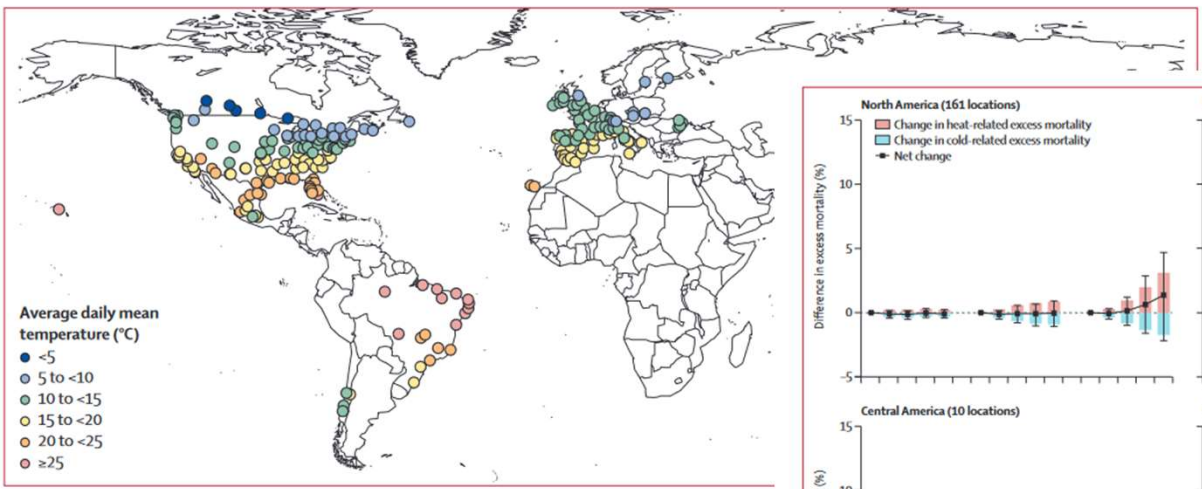 Average daily mean
temperature (°C)
<5
5 to <10
10 to <15
15 to <20
20 to <25
≥25
North America (161 locations)
Change in heat-related excess mortality
Change in cold-related excess mortality
Net change
Difference in excess mortality (%)
15
10
5
0
–5
Central America (10 locations)
15
10
(%)